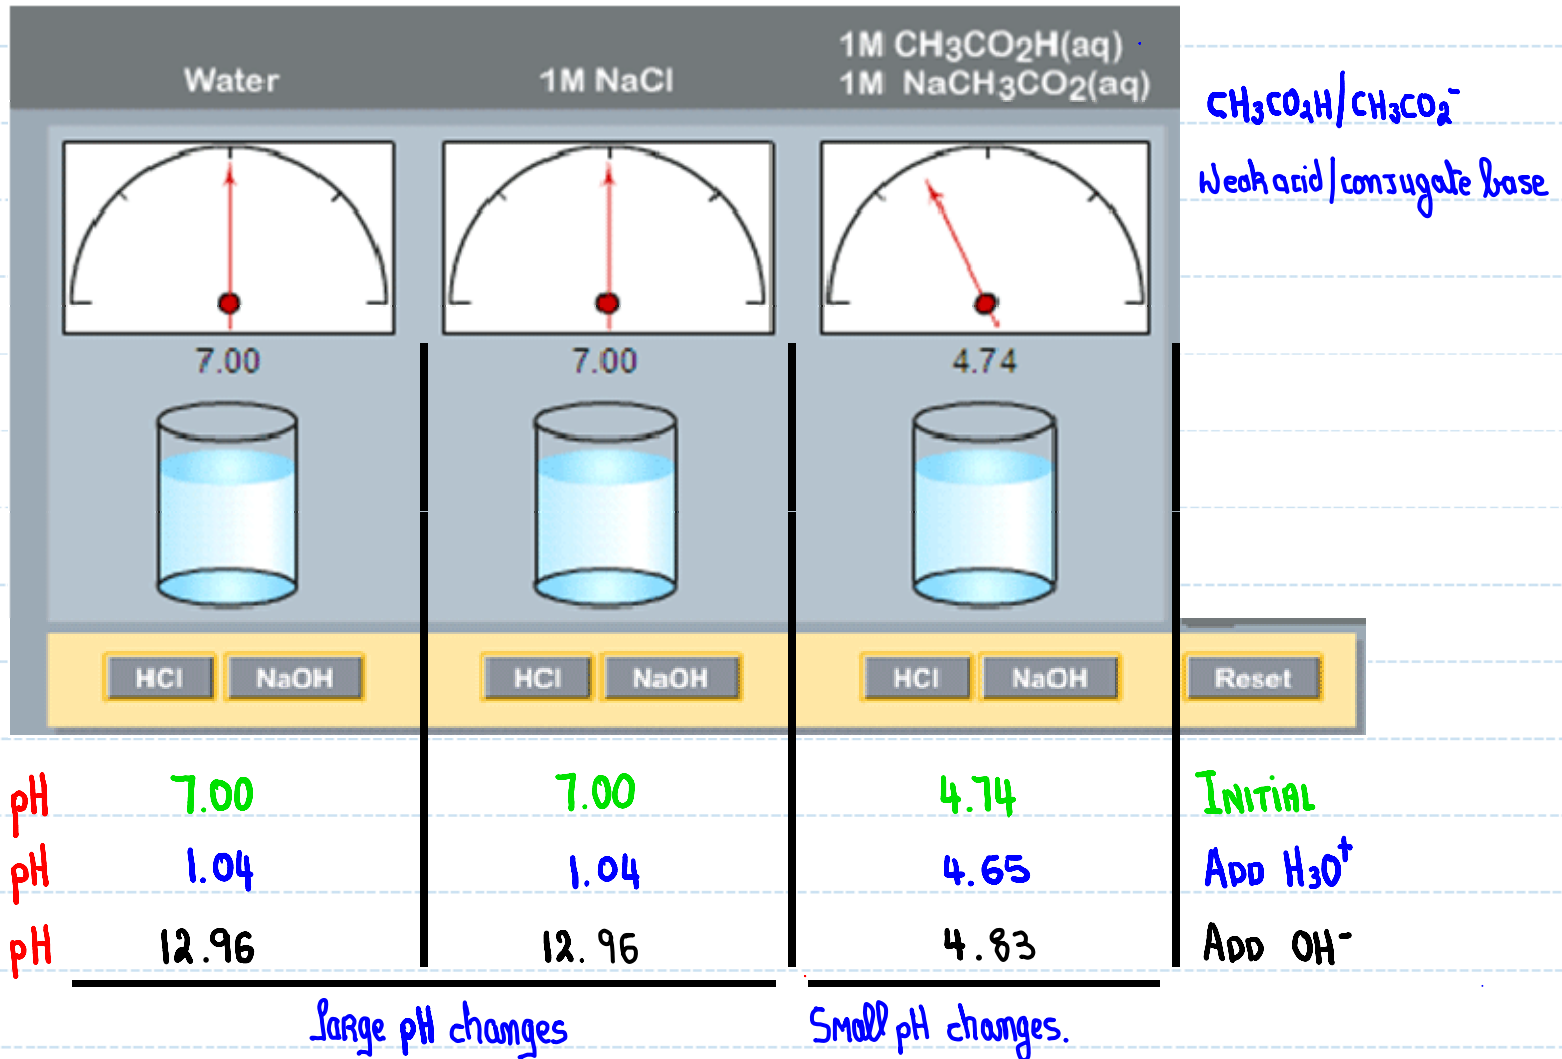 Water
1M NaCl
1M CH3CO2H(aq)
1M NaCH3CO2(aq)
CH₃CO₂H/CH₃CO₂⁻
Weak acid/conjugate base
7.00
7.00
4.74
HCl NaOH
HCl NaOH
HCl NaOH
Reset
pH 7.00 7.00 4.74 INITIAL
pH 1.04 1.04 4.65 ADD H₃O⁺
pH 12.96 12.96 4.83 ADD OH⁻
Large pH changes
Small pH changes.